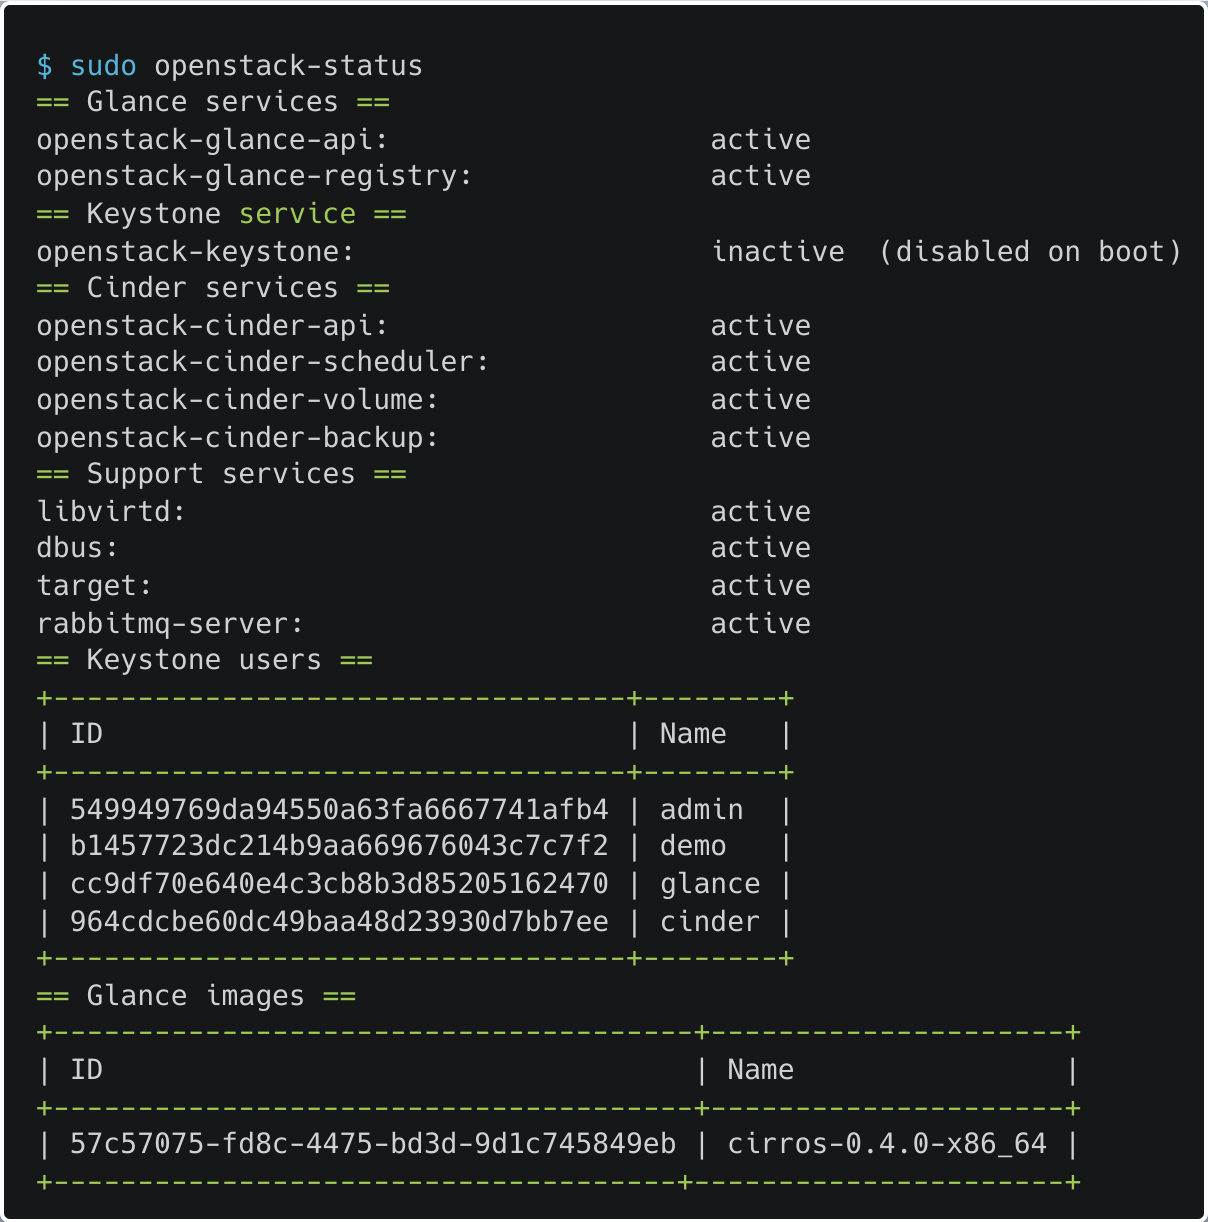 $ sudo openstack-status
== Glance services ==
openstack-glance-api:                   active
openstack-glance-registry:              active
== Keystone service ==
openstack-keystone:                     inactive  (disabled on boot)
== Cinder services ==
openstack-cinder-api:                   active
openstack-cinder-scheduler:             active
openstack-cinder-volume:                active
openstack-cinder-backup:                active
== Support services ==
libvirtd:                               active
dbus:                                   active
target:                                 active
rabbitmq-server:                        active
== Keystone users ==
+----------------------------------+--------+
| ID                               | Name   |
+----------------------------------+--------+
| 549949769da94550a63fa6667741afb4 | admin  |
| b1457723dc214b9aa669676043c7c7f2 | demo   |
| cc9df70e640e4c3cb8b3d85205162470 | glance |
| 964cdcbe60dc49baa48d23930d7bb7ee | cinder |
+----------------------------------+--------+
== Glance images ==
+--------------------------------------+---------------------+
| ID                                   | Name                |
+--------------------------------------+---------------------+
| 57c57075-fd8c-4475-bd3d-9d1c745849eb | cirros-0.4.0-x86_64 |
+-------------------------------------+----------------------+